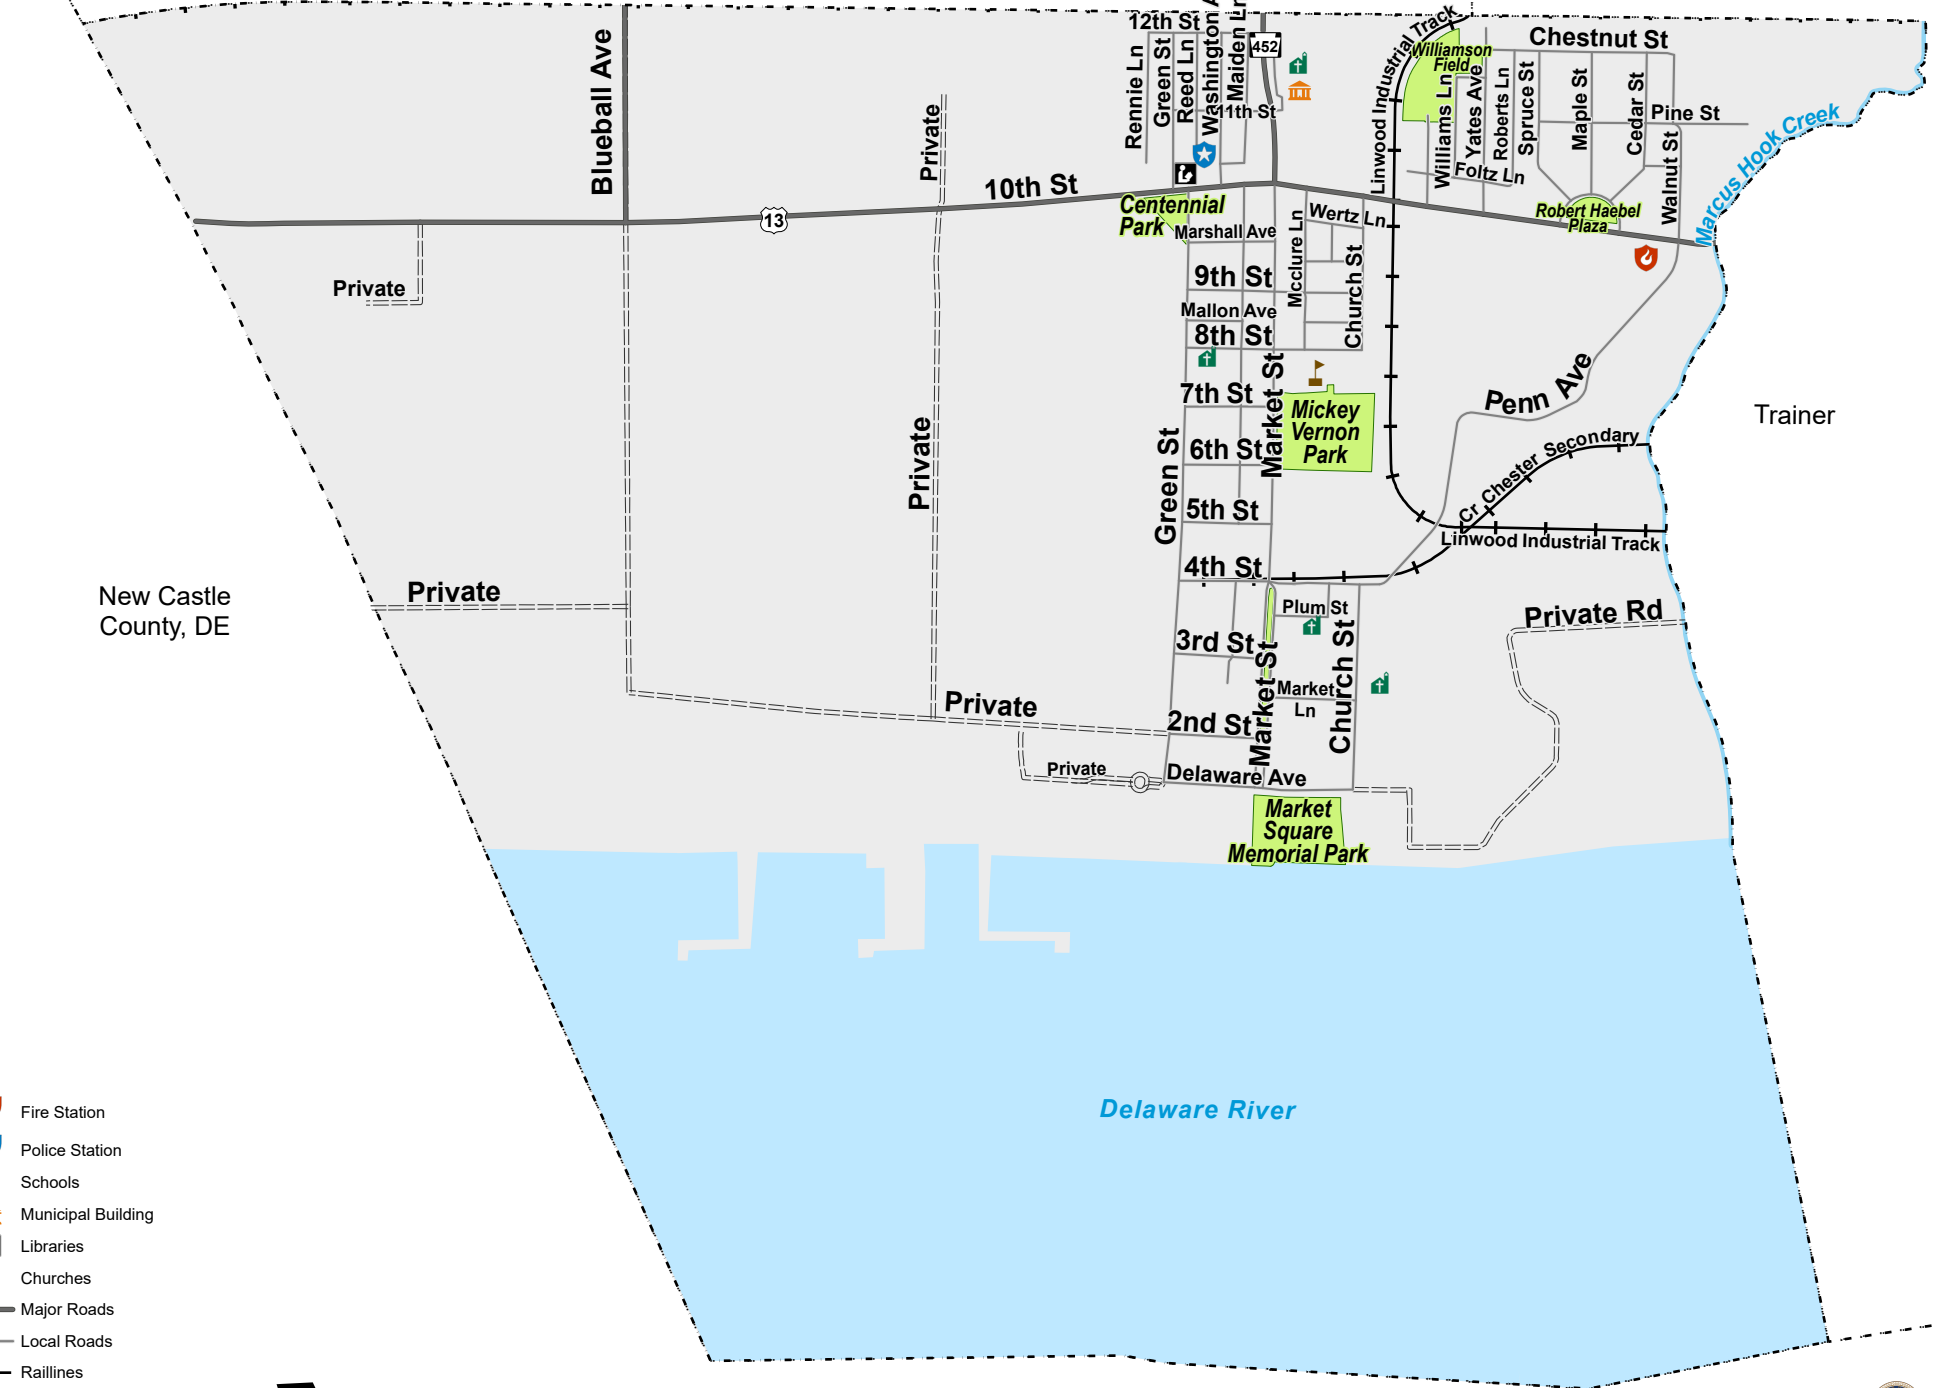 12th St
Blueball Ave
Rennie Ln
Green St
Reed Ln
Washington A
Maiden Ln
452
11th St
Linwood Industrial Track
Williamson
Field
Chestnut St
Williams Ln
Yates Ave
Roberts Ln
Spruce St
Maple St
Cedar St
Pine St
Walnut St
Foltz Ln
Marcus Hook Creek
Private
10th St
13
Centennial
Park
Marshall Ave
Wertz Ln
Mcclure Ln
Church St
Robert Haebel
Plaza
Private
9th St
Mallon Ave
8th St
7th St
Market St
Mickey
Vernon
Park
Penn Ave
Trainer
Private
Green St
6th St
5th St
Cr Chester Secondary
Linwood Industrial Track
4th St
New Castle
County, DE
Private
Plum St
Private Rd
3rd St
Market St
Church St
Market
Ln
Private
2nd St
Private
Delaware Ave
Market
Square
Memorial Park
Delaware River
Fire Station
Police Station
Schools
Municipal Building
Libraries
Churches
Major Roads
Local Roads
Raillines